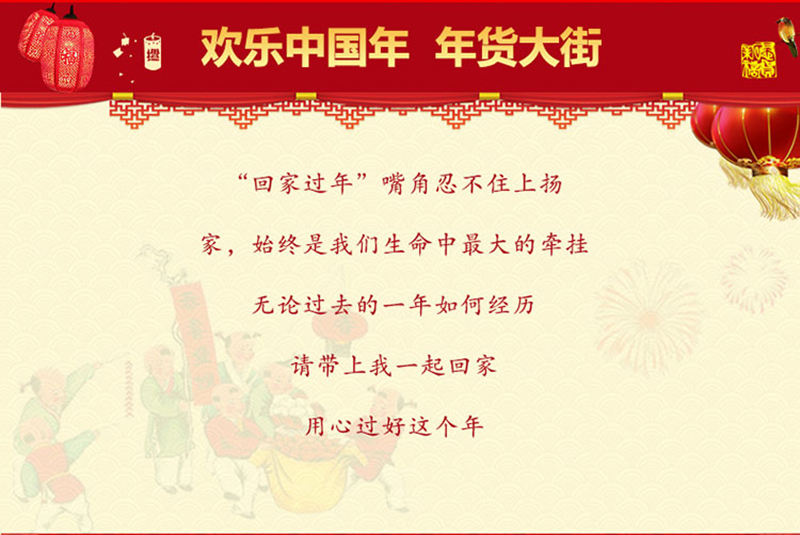 欢乐中国年 年货大街
“回家过年”嘴角忍不住上扬
家，始终是我们生命中最大的牵挂
无论过去的一年如何经历
请带上我一起回家
用心过好这个年